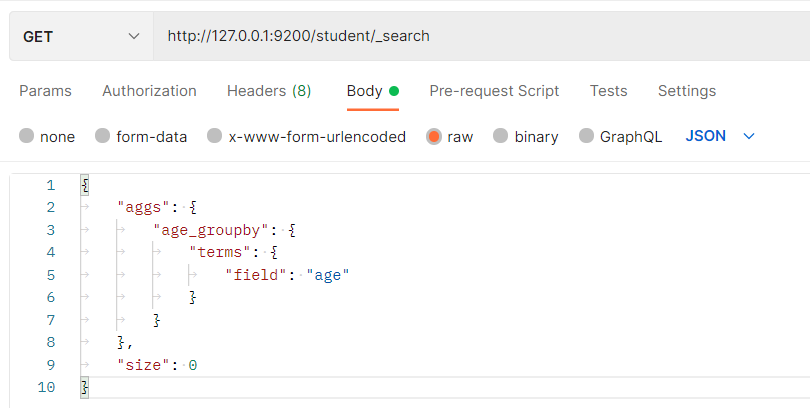 GET http://127.0.0.1:9200/student/_search
Params Authorization Headers (8) Body Pre-request Script Tests Settings
none form-data x-www-form-urlencoded raw binary GraphQL JSON
1 {
2 "aggs": {
3 "age_groupby": {
4 "terms": {
5 "field": "age"
6 }
7 }
8 },
9 "size": 0
10 }